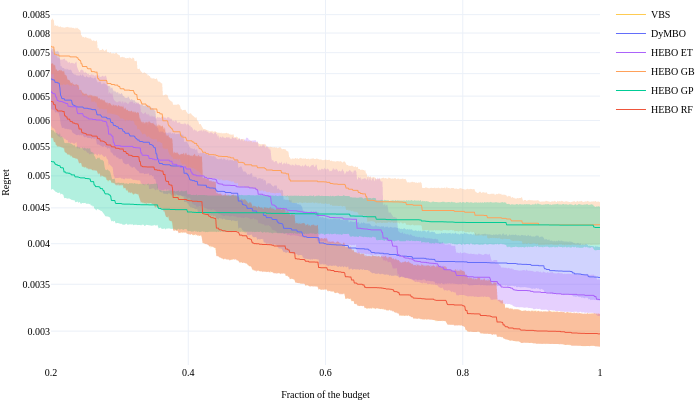 0.0085
0.008
0.0075
0.007
0.0065
0.006
0.0055
0.005
0.0045
0.004
0.0035
0.003
Regret
0.2
0.4
0.6
0.8
1
Fraction of the budget
VBS
DyMBO
HEBO ET
HEBO GB
HEBO GP
HEBO RF